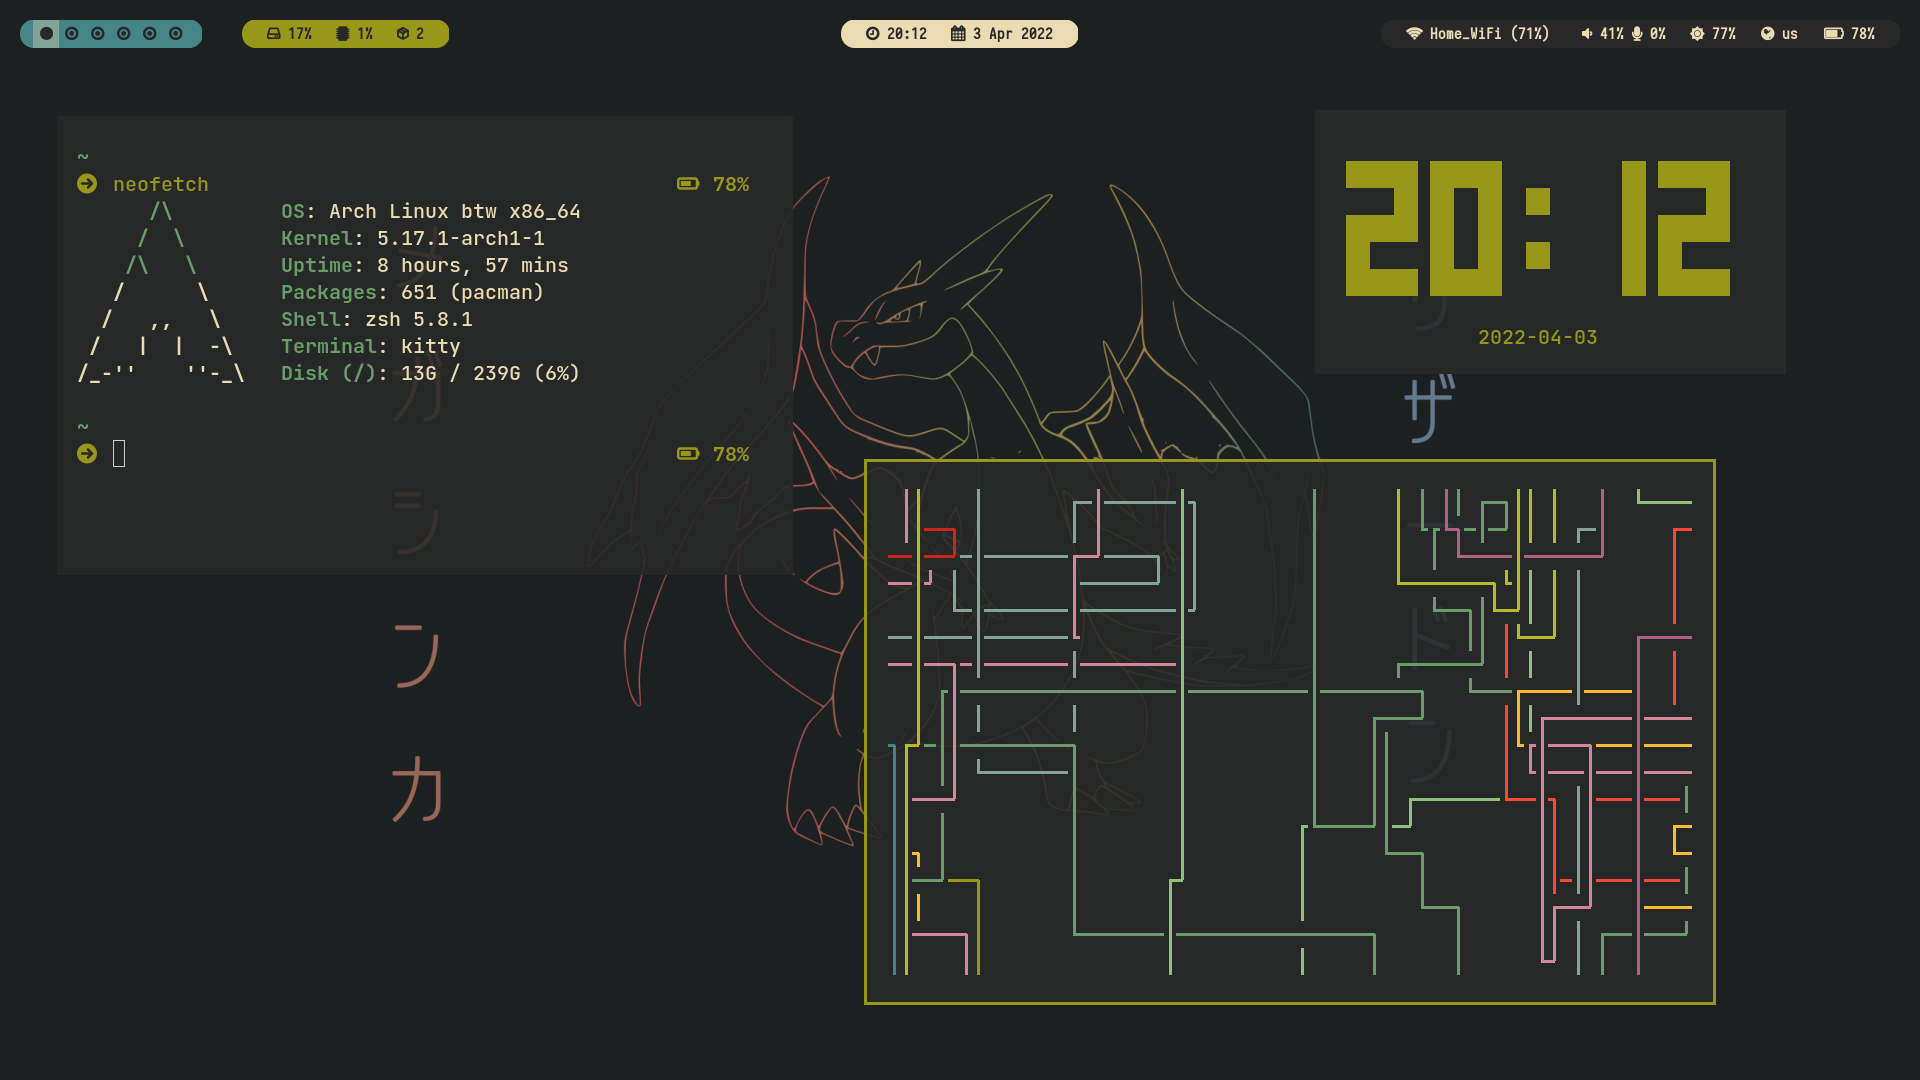 17% 1% 2
20:12 3 Apr 2022
Home_WiFi (71%) 41% 0% 77% us 78%
~
neofetch 78%
OS: Arch Linux btw x86_64
Kernel: 5.17.1-arch1-1
Uptime: 8 hours, 57 mins
Packages: 651 (pacman)
Shell: zsh 5.8.1
Terminal: kitty
Disk (/): 13G / 239G (6%)
~
78%
20:12
2022-04-03
メガシンカ
リザードン